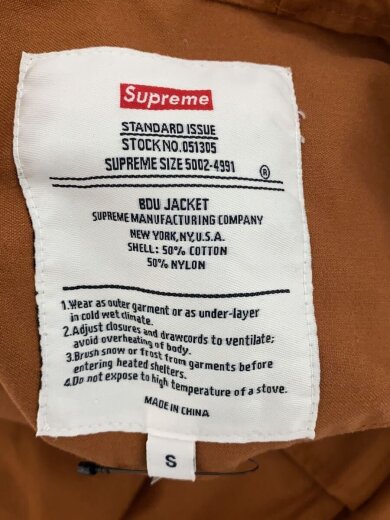 Supreme
STANDARD ISSUE
STOCK NO. 051305
SUPREME SIZE 5002-4991
®
BDU JACKET
SUPREME MANUFACTURING COMPANY
NEW YORK, NY, U.S.A.
SHELL: 50% COTTON
50% NYLON
1.Wear as outer garment or as under-layer
in cold wet climate.
2.Adjust closures and drawcords to ventilate;
avoid overheating of body.
3.Brush snow or frost from garments before
entering heated shelters.
4.Do not expose to high temperature of a stove.
MADE IN CHINA
S